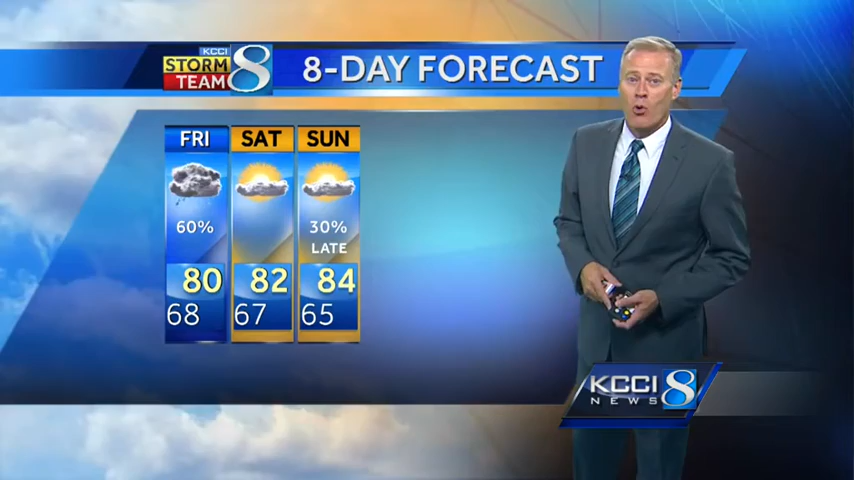 KCCI
STORM
TEAM 8
8-DAY FORECAST
FRI SAT SUN
60% 30%
LATE
80 82 84
68 67 65
KCCI 8
NEWS